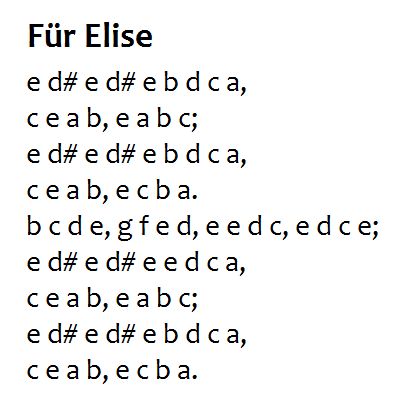 Für Elise
e d# e d# e b d c a,
c e a b, e a b c;
e d# e d# e b d c a,
c e a b, e c b a.
b c d e, g f e d, e e d c, e d c e;
e d# e d# e e d c a,
c e a b, e a b c;
e d# e d# e b d c a,
c e a b, e c b a.